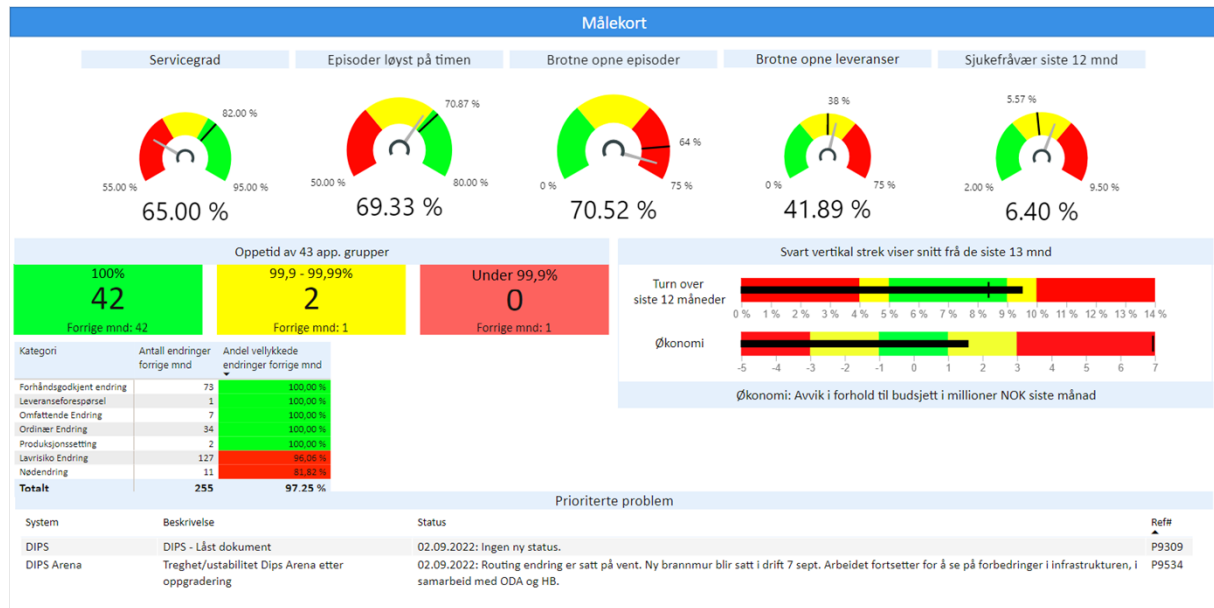 Målekort
Servicegrad
Episoder løyst på timen
Brotne opne episoder
Brotne opne leveranser
Sjukefråvær siste 12 mnd
82.00 %
55.00 %
95.00 %
65.00 %
70.87 %
50.00 %
80.00 %
69.33 %
64 %
0 %
75 %
70.52 %
38 %
0 %
75 %
41.89 %
5.57 %
2.00 %
9.50 %
6.40 %
Oppetid av 43 app. grupper
100%
42
Forrige mnd: 42
99,9 - 99,99%
2
Forrige mnd: 1
Under 99,9%
0
Forrige mnd: 1
Svart vertikal strek viser snitt frå de siste 13 mnd
Turn over
siste 12 måneder
0 % 1 % 2 % 3 % 4 % 5 % 6 % 7 % 8 % 9 % 10 % 11 % 12 % 13 % 14 %
Økonomi
-5 -4 -3 -2 -1 0 1 2 3 4 5 6 7
Økonomi: Avvik i forhold til budsjett i millioner NOK siste månad
Kategori Antall endringer Andel vellykkede
forrige mnd endringer forrige mnd
Forhåndsgodkjent endring 73 100,00 %
Leveranseforespørsel 1 100,00 %
Omfattende Endring 7 100,00 %
Ordinær Endring 34 100,00 %
Produksjonssetting 2 100,00 %
Lavrisiko Endring 127 96,06 %
Nødendring 11 81,82 %
Totalt 255 97.25 %
Prioriterte problem
System Beskrivelse Status Ref#
DIPS DIPS - Låst dokument 02.09.2022: Ingen ny status. P9309
DIPS Arena Treghet/ustabilitet Dips Arena etter 02.09.2022: Routing endring er satt på vent. Ny brannmur blir satt i drift 7 sept. Arbeidet fortsetter for å se på forbedringer i infrastrukturen, i P9534
oppgradering samarbeid med ODA og HB.